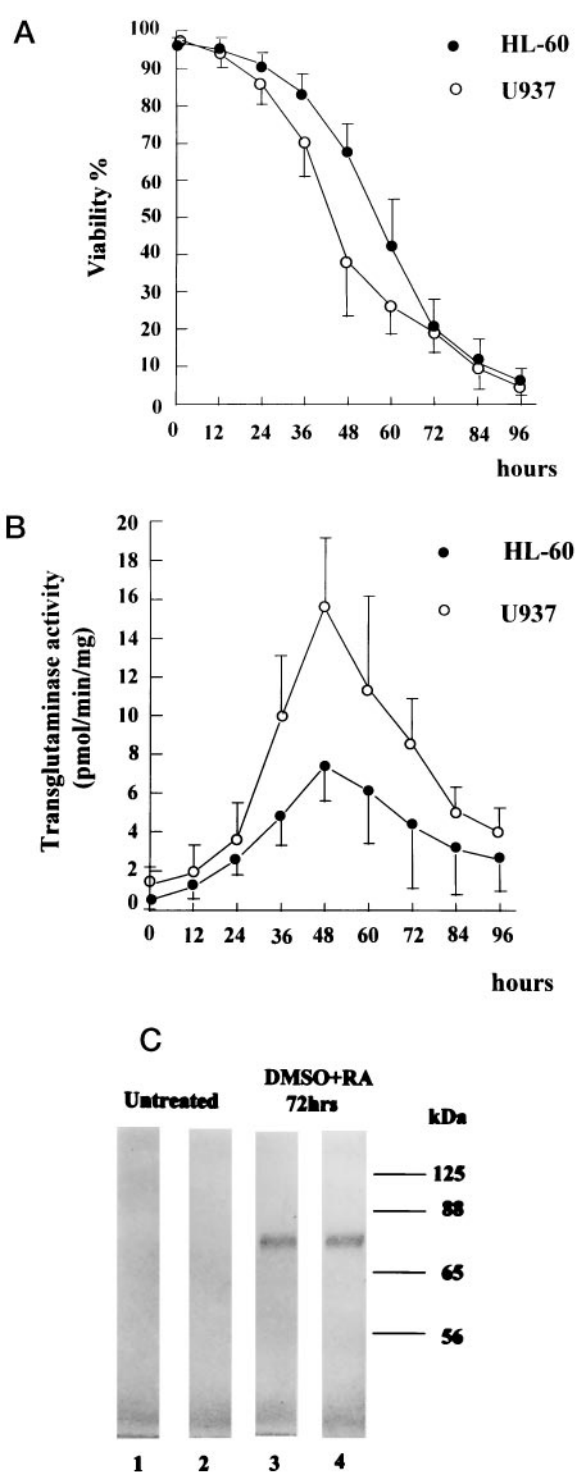 A
100
90
80
70
60
50
40
30
20
10
0
Viability %
HL-60
U937
0 12 24 36 48 60 72 84 96
hours
B
20
18
16
14
12
10
8
6
4
2
0
Transglutaminase activity
(pmol/min/mg)
HL-60
U937
0 12 24 36 48 60 72 84 96
hours
C
Untreated
DMSO+RA
72hrs
kDa
125
88
65
56
1 2 3 4